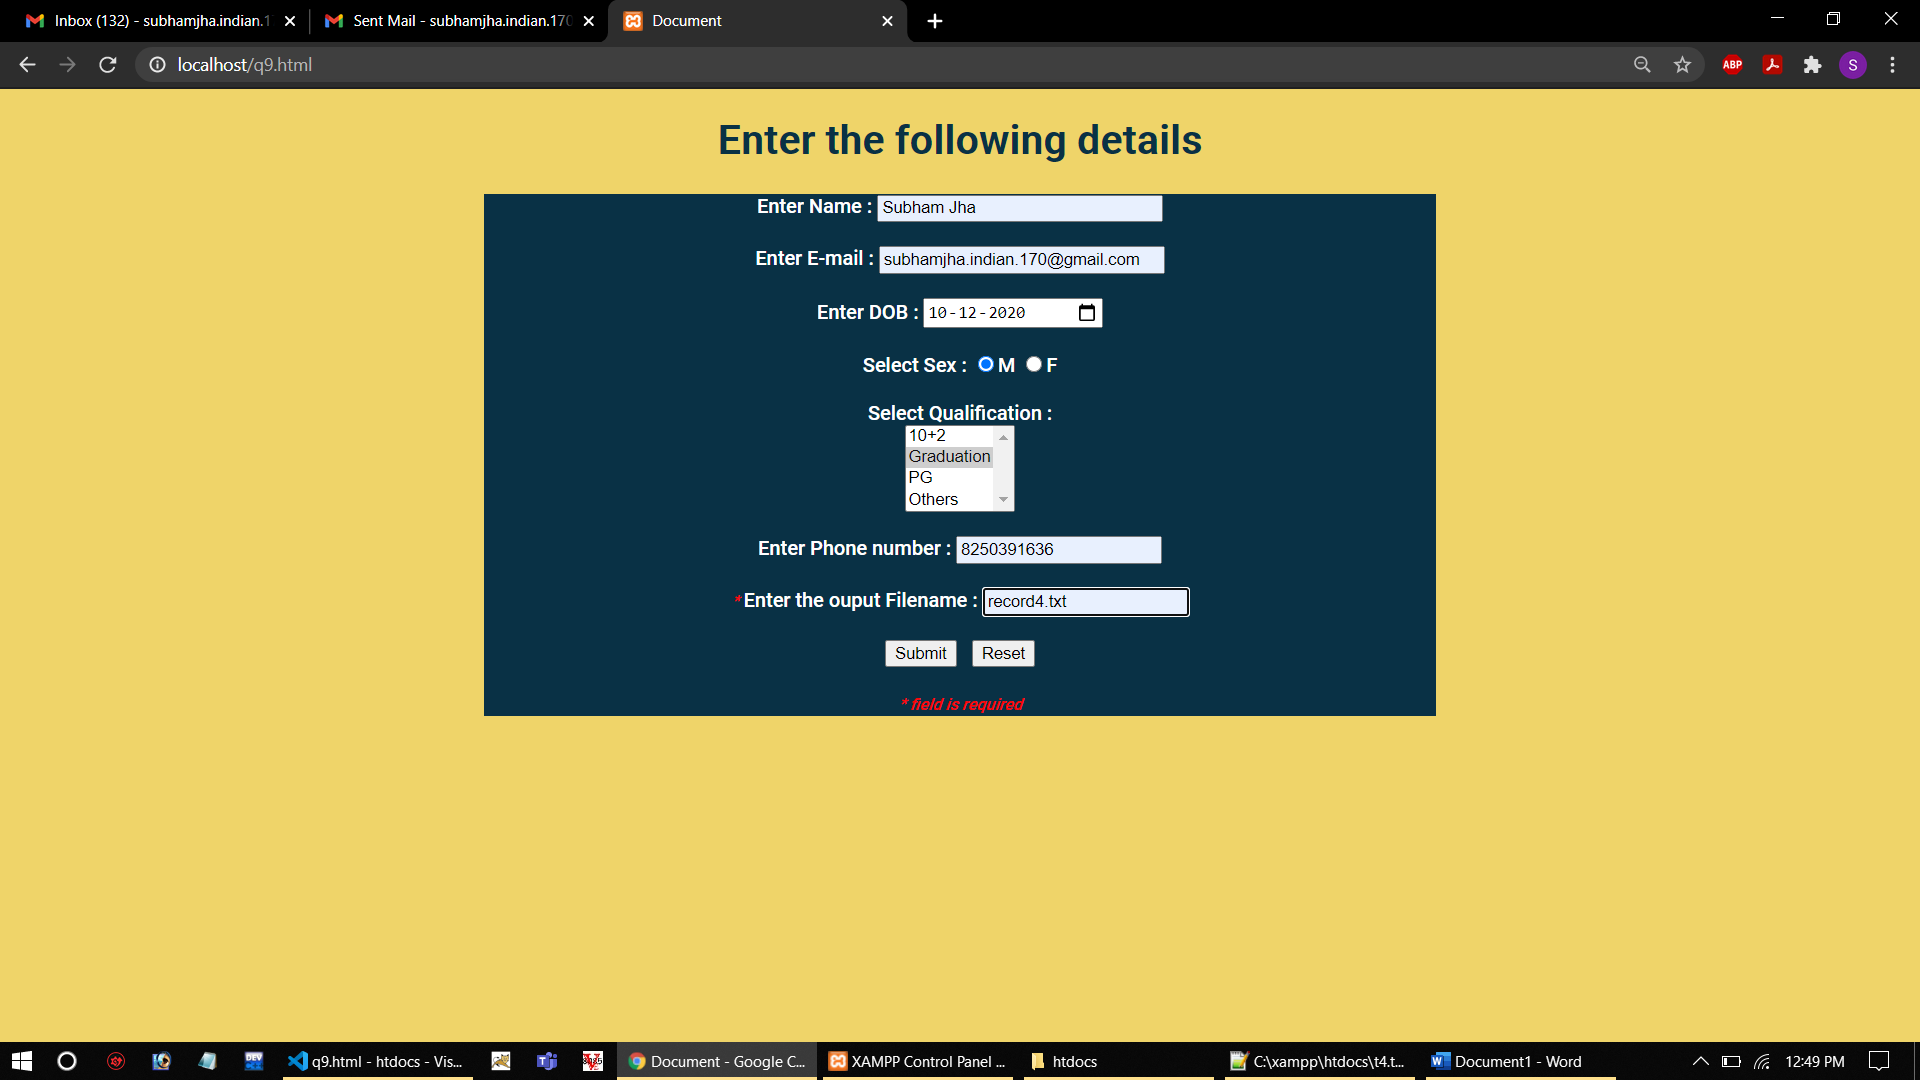 Inbox (132) - subhamjha.indian.1
Sent Mail - subhamjha.indian.170
Document
localhost/q9.html
ABP
S
Enter the following details
Enter Name : Subham Jha
Enter E-mail : subhamjha.indian.170@gmail.com
Enter DOB : 10-12-2020
Select Sex : M F
Select Qualification :
10+2
Graduation
PG
Others
Enter Phone number : 8250391636
*Enter the ouput Filename : record4.txt
Submit Reset
* field is required
DEV
q9.html - htdocs - Vis...
8085
Document - Google C...
XAMPP Control Panel ...
htdocs
C:\xampp\htdocs\t4.t...
Document1 - Word
12:49 PM